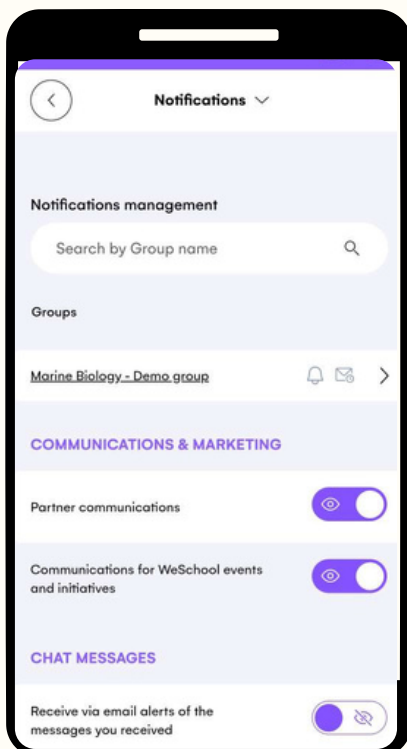 Notifications
Notifications management
Search by Group name
Groups
Marine Biology - Demo group
COMMUNICATIONS & MARKETING
Partner communications
Communications for WeSchool events
and initiatives
CHAT MESSAGES
Receive via email alerts of the
messages you received